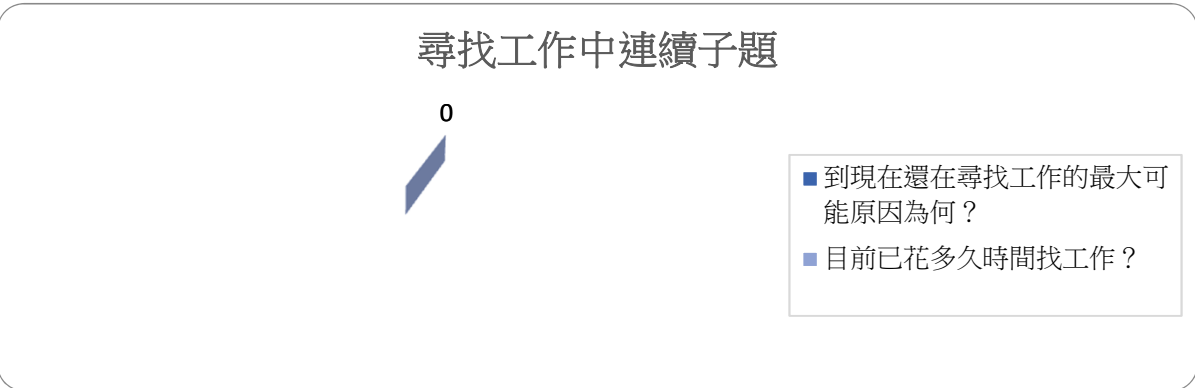 尋找工作中連續子題
0
到現在還在尋找工作的最大可
能原因為何？
目前已花多久時間找工作？